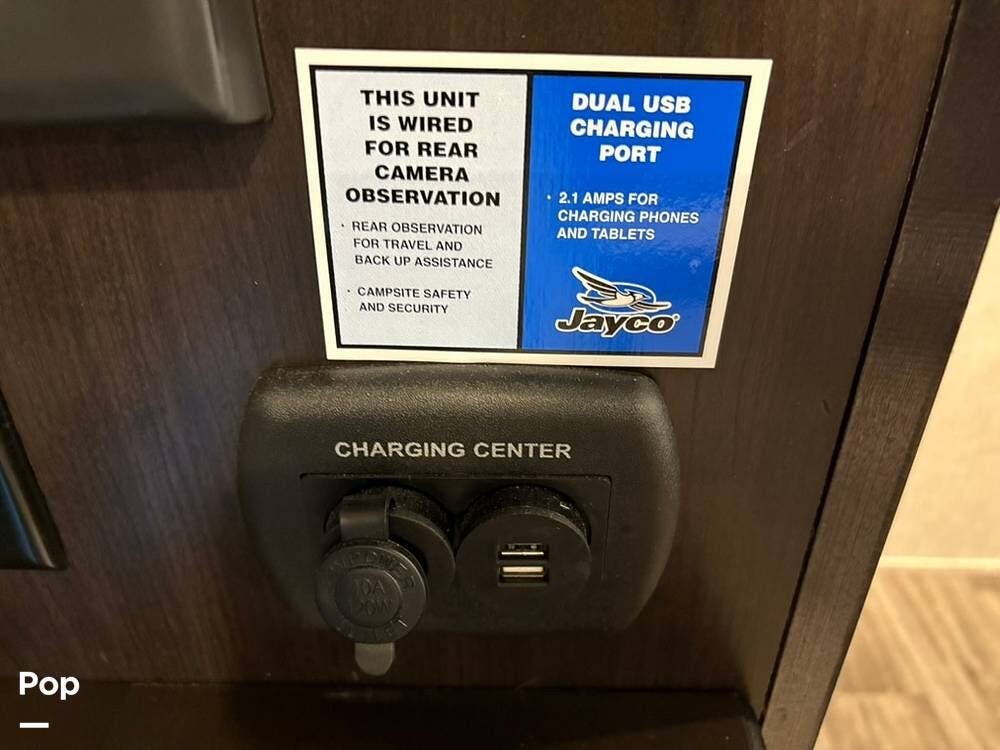 THIS UNIT
IS WIRED
FOR REAR
CAMERA
OBSERVATION
· REAR OBSERVATION
FOR TRAVEL AND
BACK UP ASSISTANCE
· CAMPSITE SAFETY
AND SECURITY
DUAL USB
CHARGING
PORT
· 2.1 AMPS FOR
CHARGING PHONES
AND TABLETS
Jayco
CHARGING CENTER
Pop